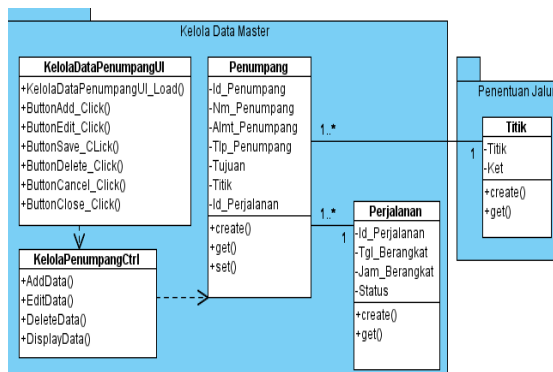 Kelola Data Master
KelolaDataPenumpangUI
+KelolaDataPenumpangUI_Load()
+ButtonAdd_Click()
+ButtonEdit_Click()
+ButtonSave_CLick()
+ButtonDelete_Click()
+ButtonCancel_Click()
+ButtonClose_Click()
Penumpang
-Id_Penumpang
-Nm_Penumpang
-Almt_Penumpang
-Tlp_Penumpang
-Tujuan
-Titik
-Id_Perjalanan
+create()
+get()
+set()
1..*
1
Penentuan Jalur
Titik
-Titik
-Ket
+create()
+get()
1..*
1
Perjalanan
-Id_Perjalanan
-Tgl_Berangkat
-Jam_Berangkat
-Status
+create()
+get()
KelolaPenumpangCtrl
+AddData()
+EditData()
+DeleteData()
+DisplayData()